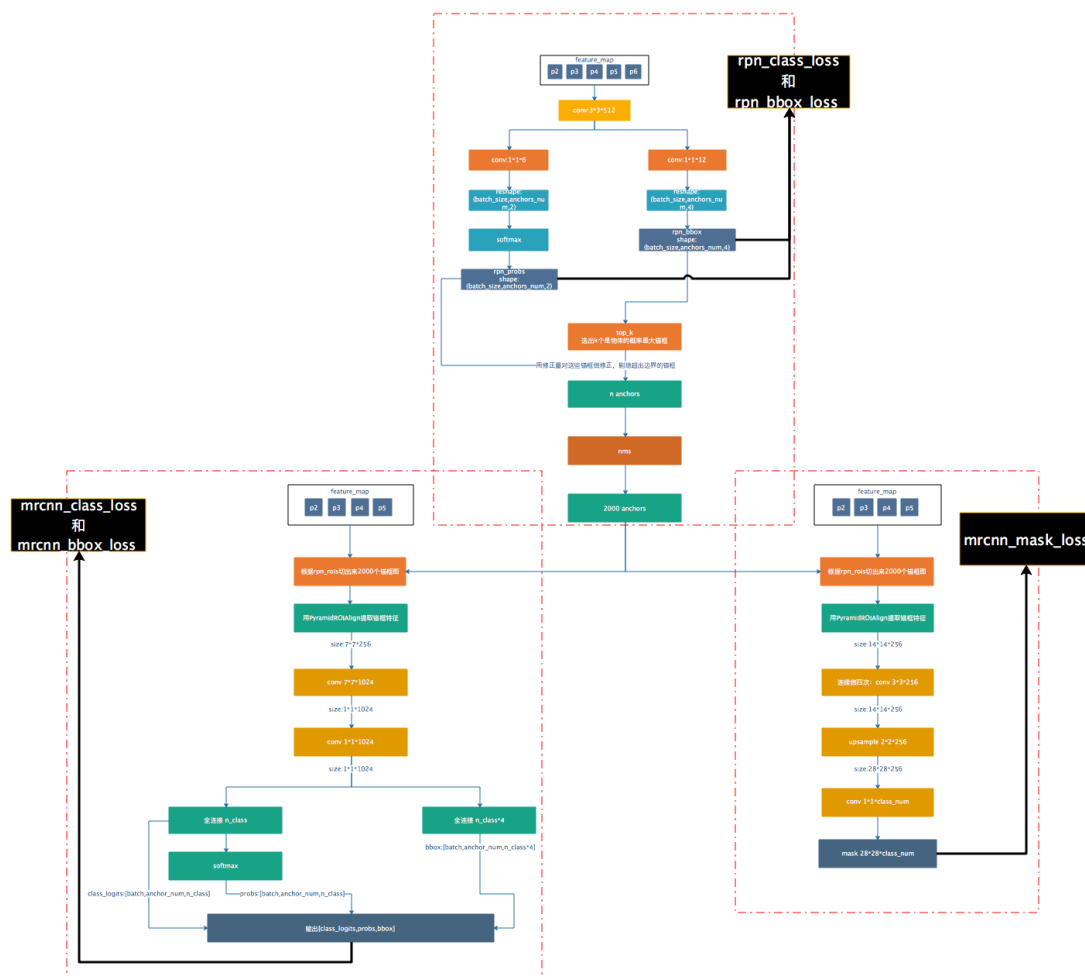 feature_map
p2 p3 p4 p5 p6
conv:3*3*512
conv:1*1*6
conv:1*1*12
reshape:
(batch_size,anchors_nu
m,2)
reshape:
(batch_size,anchors_nu
m,4)
softmax
rpn_bbox
shape:
(batch_size,anchors_num,4)
rpn_probs
shape:
(batch_size,anchors_num,2)
rpn_class_loss
和
rpn_bbox_loss
top_k
选出k个是物体的概率最大锚框
用修正量对这些锚框做修正，剔除超出边界的锚框
n anchors
nms
2000 anchors
mrcnn_class_loss
和
mrcnn_bbox_loss
feature_map
p2 p3 p4 p5
根据rpn_rois切出来2000个锚框图
用PyramidROIAlign提取锚框特征
size:7*7*256
conv 7*7*1024
size:1*1*1024
conv 1*1*1024
size:1*1*1024
全连接 n_class
全连接 n_class*4
softmax
bbox:[batch,anchor_num,n_class*4]
class_logits:[batch,anchor_num,n_class]
probs:[batch,anchor_num,n_class]
输出[class_logits,probs,bbox]
feature_map
p2 p3 p4 p5
mrcnn_mask_loss
根据rpn_rois切出来2000个锚框图
用PyramidROIAlign提取锚框特征
size:14*14*256
连续做四次：conv 3*3*256
size:14*14*256
upsample 2*2*256
size:28*28*256
conv 1*1*class_num
mask 28*28*class_num